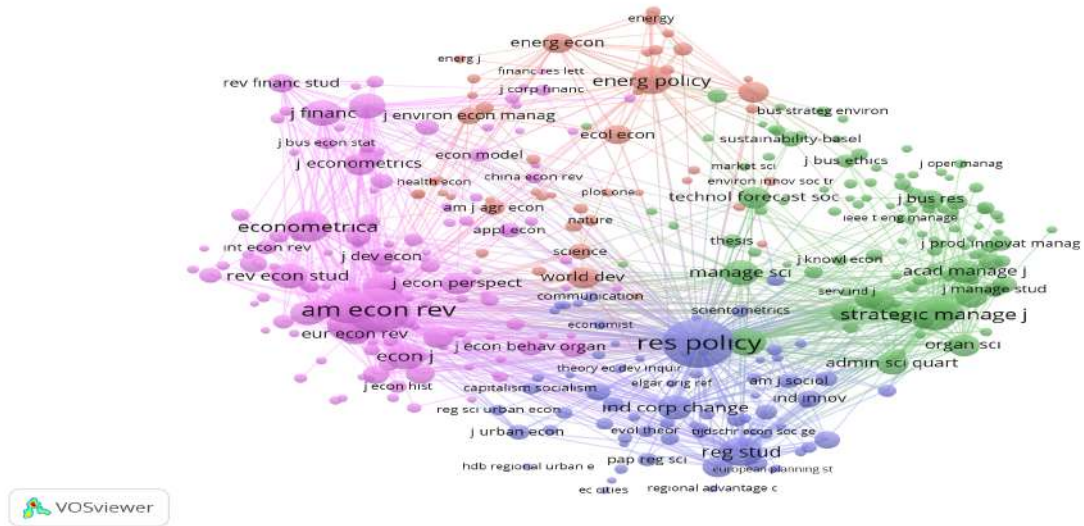 energy
energ econ
energ j
financ res lett
rev financ stud
energ policy
j corp financ
bus strateg environ
j financ
j environ econ manag
ecol econ
sustainability-basel
j bus econ stat
econ model
j econometrics
market sci
j bus ethics
j oper manag
health econ
china econ rev
environ innov soc tr
plos one
technol forecast soc
j bus res
am j agr econ
nature
ieee t eng manage
econometrica
appl econ
int econ rev
thesis
j prod innovat manag
j dev econ
science
j knowl econ
rev econ stud
j econ perspect
world dev
manage sci
acad manage j
communication
serv ind j
j manage stud
am econ rev
scientometrics
strategic manage j
economist
eur econ rev
res policy
organ sci
econ j
j econ behav organ
admin sci quart
theory ec dev inquir
j econ hist
capitalism socialism
elgar orig ref
am j sociol
ind innov
reg sci urban econ
ind corp change
j urban econ
evol theor
tijdschr econ soc ge
reg stud
pap reg sci
hdb regional urban e
european planning st
ec cities
regional advantage c
VOSviewer